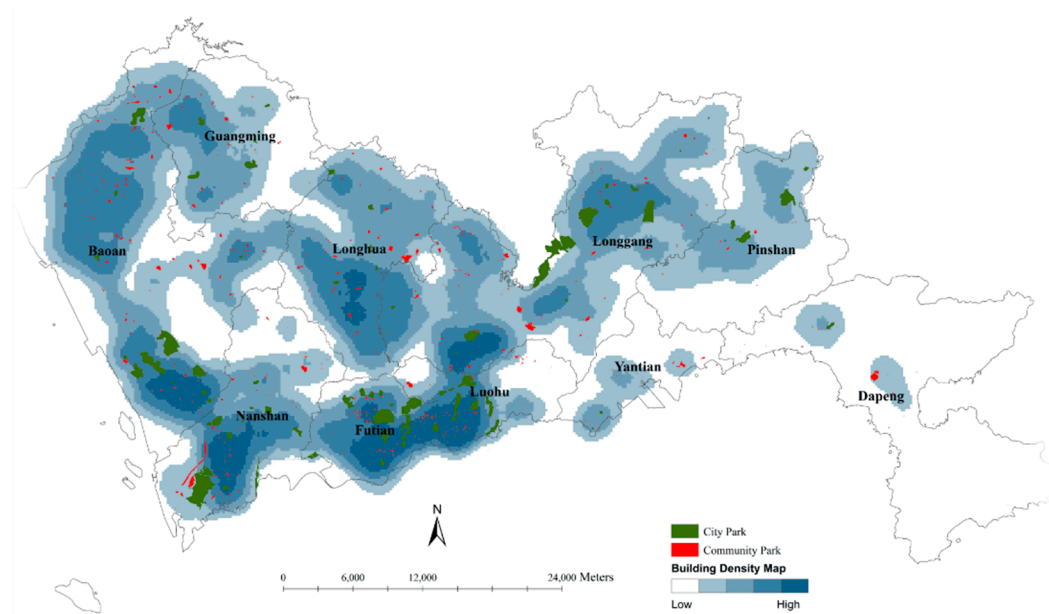 Guangming
Baoan
Longhua
Longgang
Pinshan
Yantian
Dapeng
Luohu
Nanshan
Futian
N
0 6,000 12,000 24,000 Meters
City Park
Community Park
Building Density Map
Low High